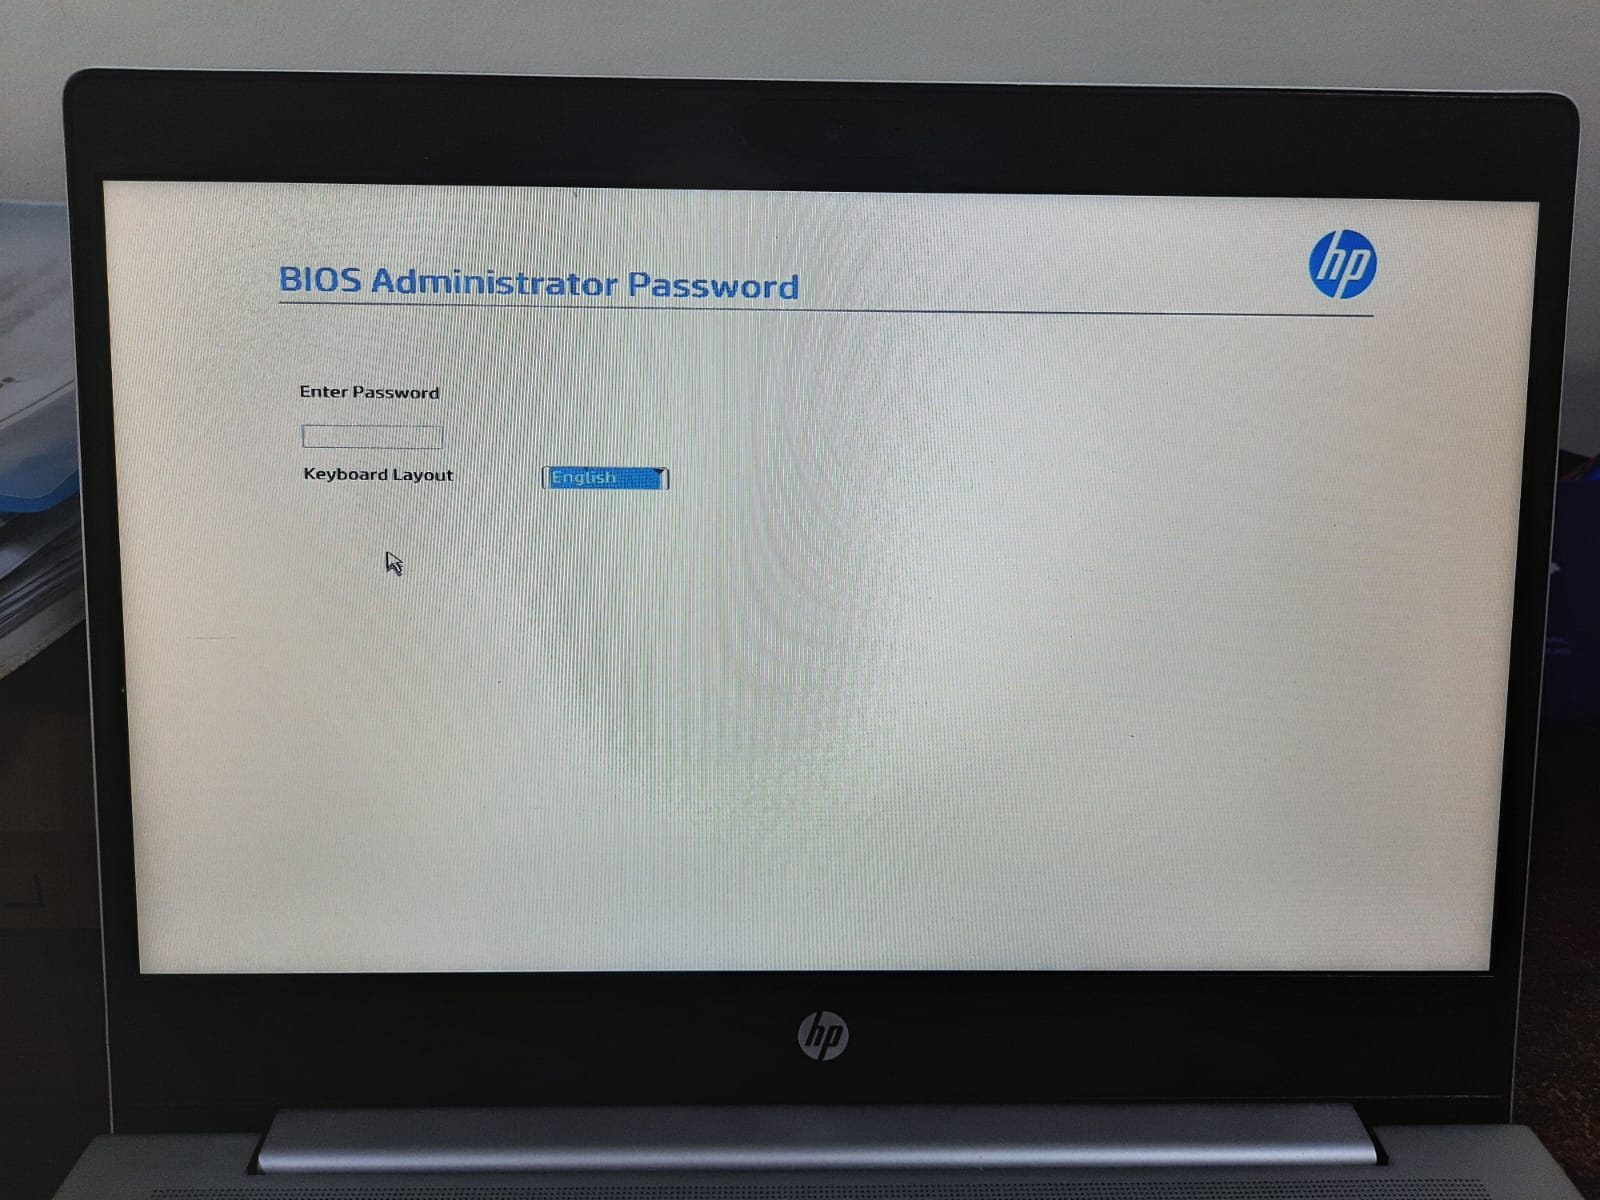 hp
BIOS Administrator Password
Enter Password
Keyboard Layout English
hp